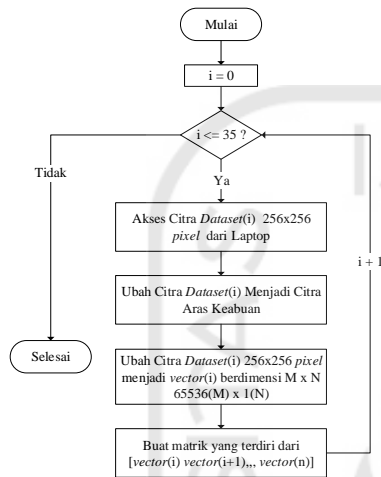 Mulai
i = 0
i <= 35 ?
Tidak
Ya
Akses Citra Dataset(i) 256x256
pixel dari Laptop
i + 1
Ubah Citra Dataset(i) Menjadi Citra
Aras Keabuan
Selesai
Ubah Citra Dataset(i) 256x256 pixel
menjadi vector(i) berdimensi M x N
65536(M) x 1(N)
Buat matrik yang terdiri dari
[vector(i) vector(i+1),,,, vector(n)]